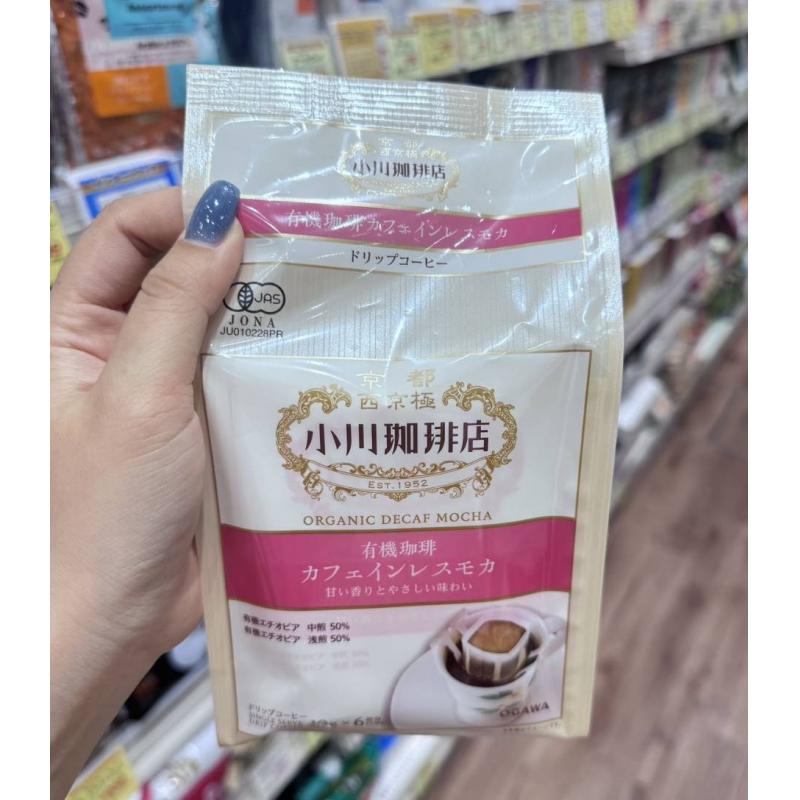 京都
西京極
小川珈琲店
有機珈琲カフェインレスモカ
ドリップコーヒー
JAS
JONA
JU010228PR
京都
西京極
小川珈琲店
EST.1952
ORGANIC DECAF MOCHA
有機珈琲
カフェインレスモカ
甘い香りとやさしい味わい
有機エチオピア 中煎 50%
有機エチオピア 浅煎 50%
OGAWA
ドリップコーヒー